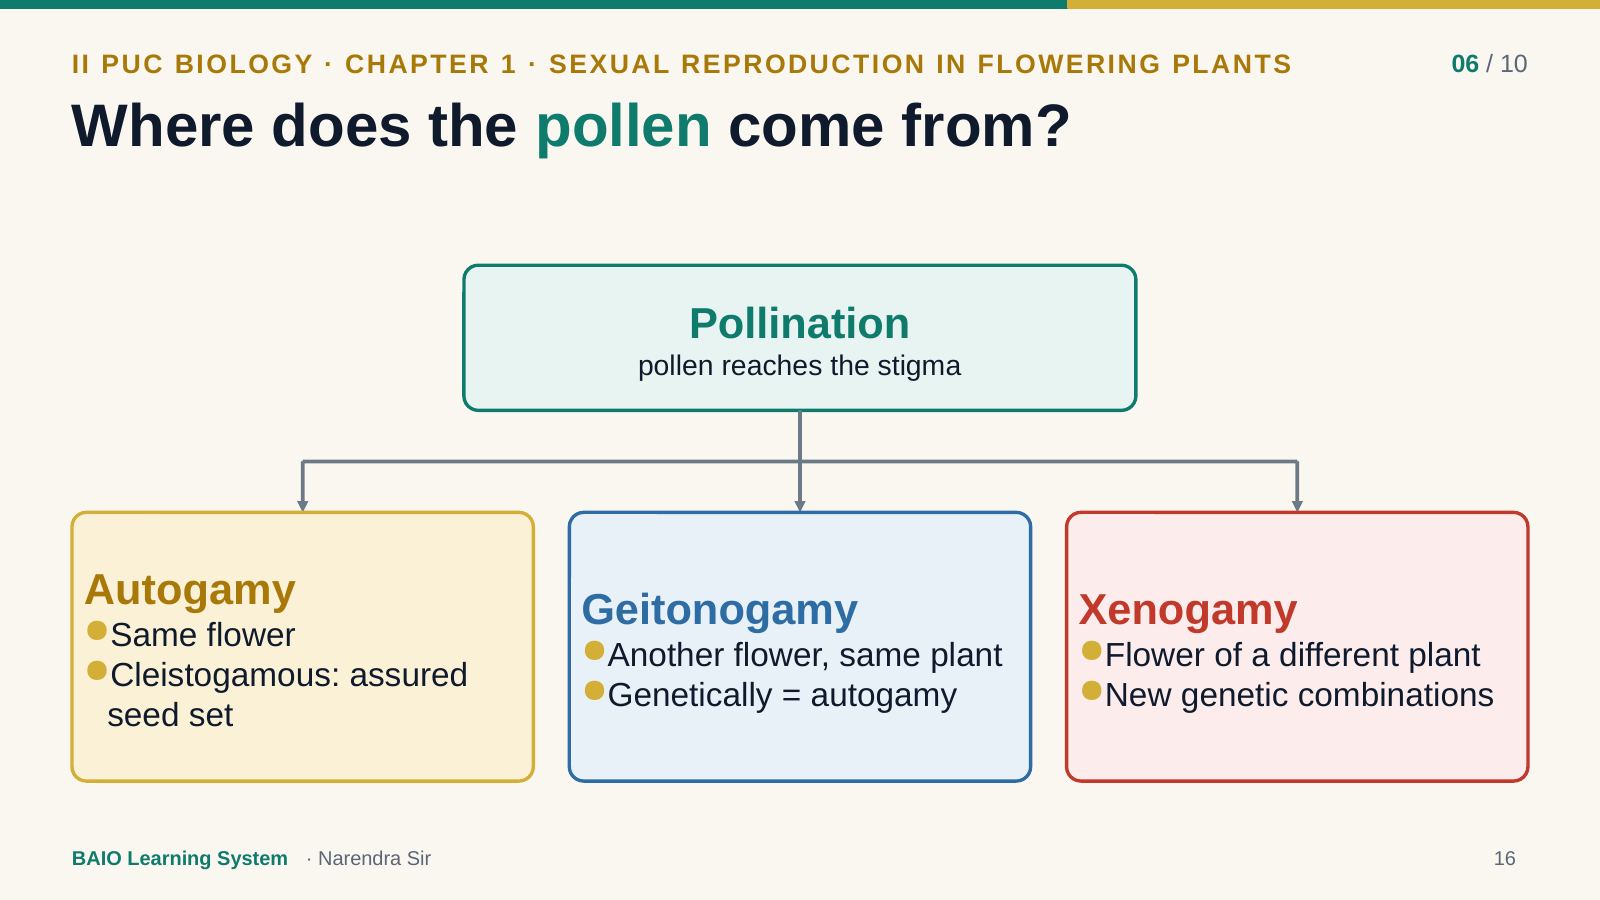 II PUC BIOLOGY · CHAPTER 1 · SEXUAL REPRODUCTION IN FLOWERING PLANTS
06 / 10
Where does the pollen come from?
Pollination
pollen reaches the stigma
Autogamy
●Same flower
●Cleistogamous: assured
seed set
Geitonogamy
●Another flower, same plant
●Genetically = autogamy
Xenogamy
●Flower of a different plant
●New genetic combinations
BAIO Learning System · Narendra Sir
16